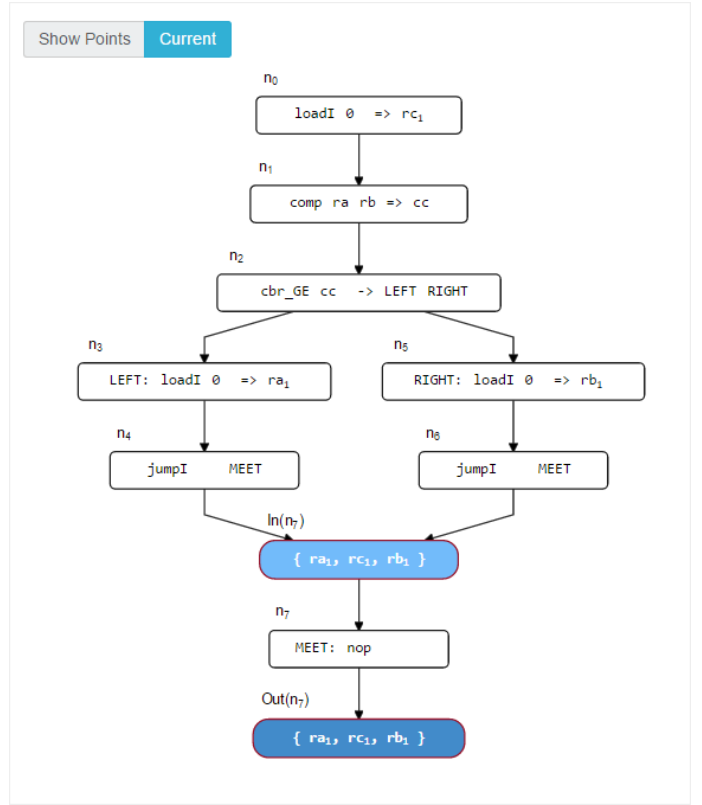 Show Points Current
n₀
loadI 0 => rc₁
n₁
comp ra rb => cc
n₂
cbr_GE cc -> LEFT RIGHT
n₃
LEFT: loadI 0 => ra₁
n₅
RIGHT: loadI 0 => rb₁
n₄
jumpI MEET
n₆
jumpI MEET
In(n₇)
{ ra₁, rc₁, rb₁ }
n₇
MEET: nop
Out(n₇)
{ ra₁, rc₁, rb₁ }